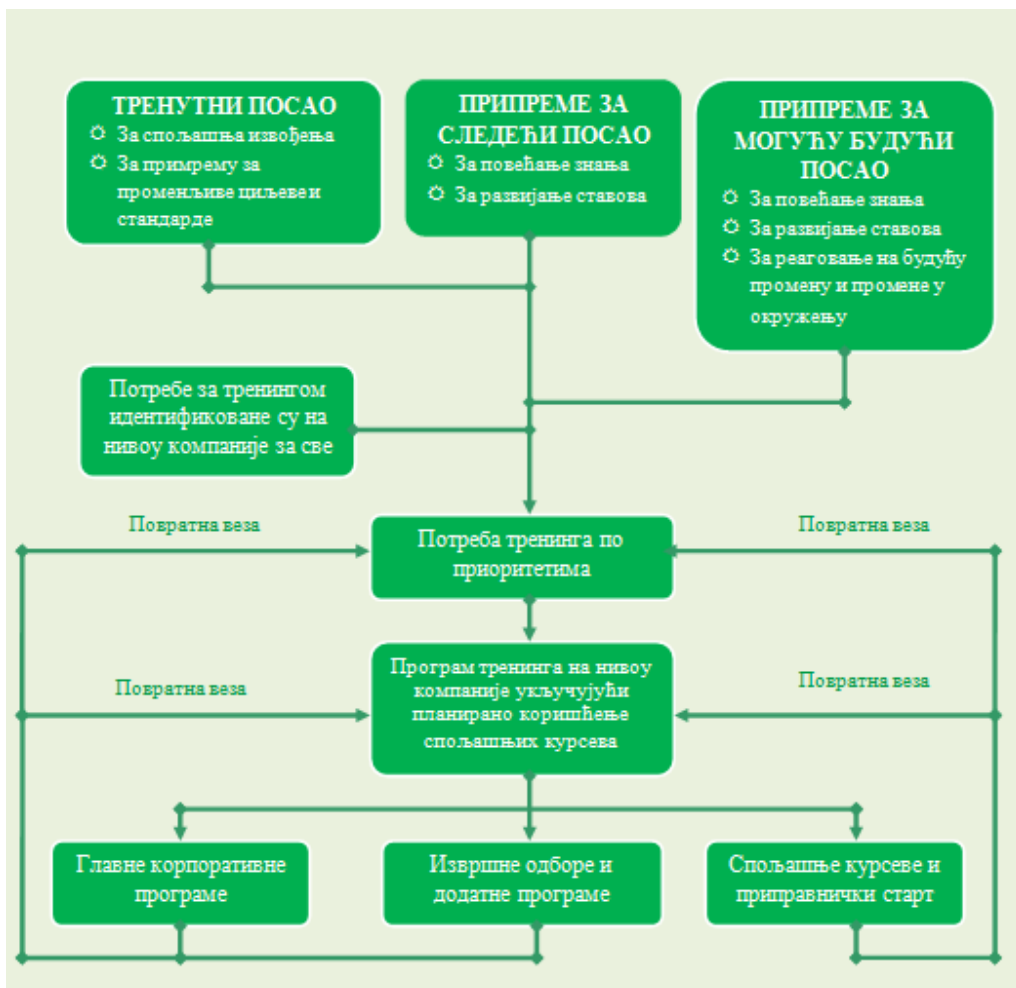 ТРЕНУТНИ ПОСАО
За спољашња извођења
За примрему за
променљиве циљеве и
стандарде
ПРИПРЕМЕ ЗА
СЛЕДЕЋИ ПОСАО
За повећање знања
За развијање ставова
ПРИПРЕМЕ ЗА
МОГУЋУ БУДУЋИ
ПОСАО
За повећање знања
За развијање ставова
За реаговање на будућу
промену и промене у
окружењу
Потребе за тренингом
идентификоване су на
нивоу компаније за све
Повратна веза
Потреба тренинга по
приоритетима
Повратна веза
Повратна веза
Програм тренинга на нивоу
компаније укључујући
планирано коришћење
спољашњих курсева
Повратна веза
Главне корпоративне
програме
Извршне одборе и
додатне програме
Спољашње курсеве и
приправнички старт